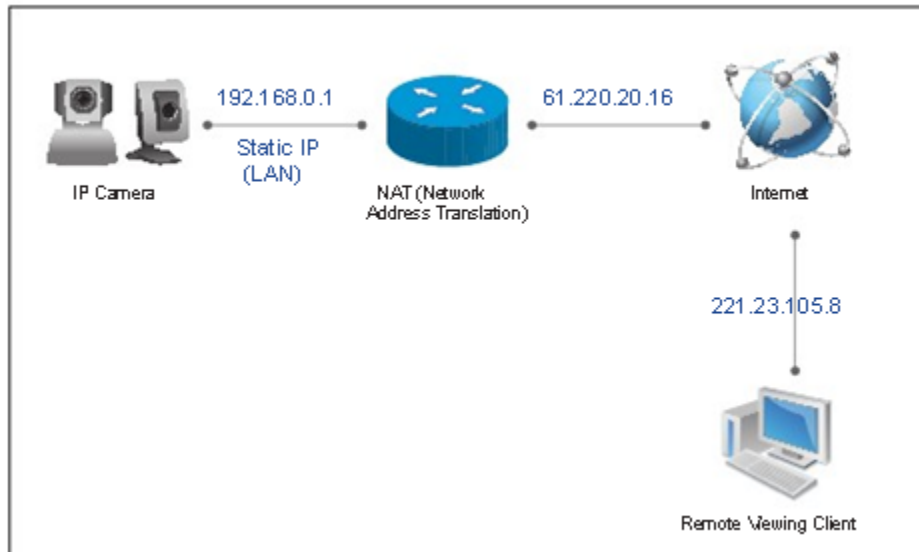 192.168.0.1
Static IP
(LAN)
61.220.20.16
IP Camera
NAT (Network
Address Translation)
Internet
221.23.105.8
Remote Viewing Client